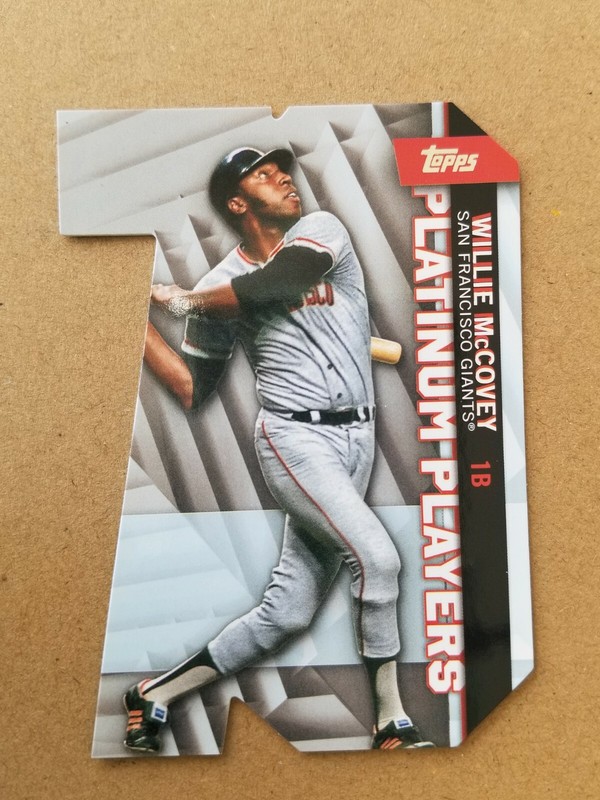 TOPPS
WILLIE McCOVEY
SAN FRANCISCO GIANTS® 1B
PLATINUM PLAYERS